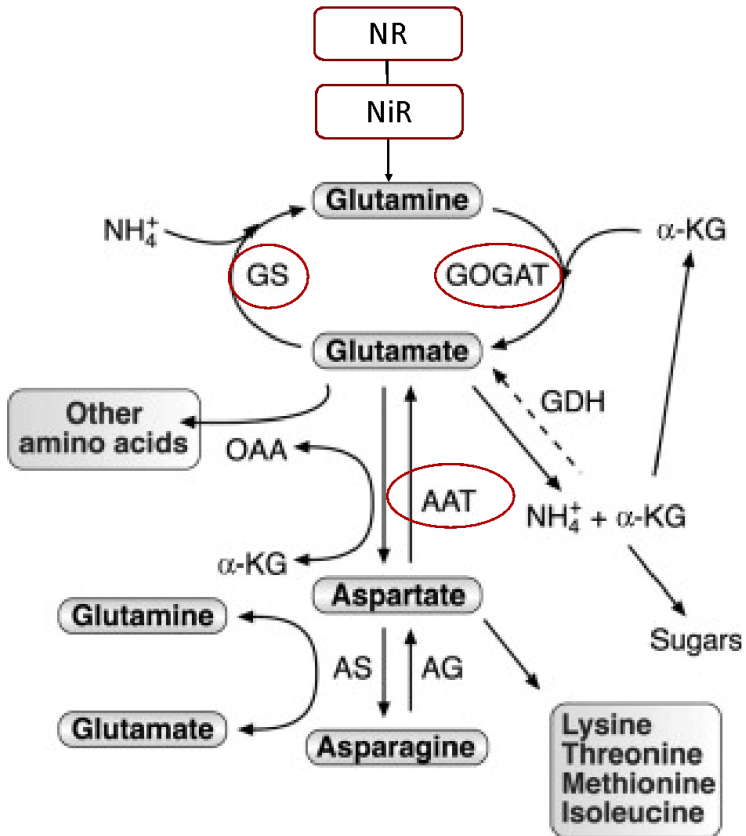 NR
NiR
Glutamine
NH₄⁺
α-KG
GS
GOGAT
Glutamate
Other
amino acids
GDH
OAA
AAT
NH₄⁺ + α-KG
α-KG
Aspartate
Glutamine
Sugars
AS
AG
Glutamate
Asparagine
Lysine
Threonine
Methionine
Isoleucine